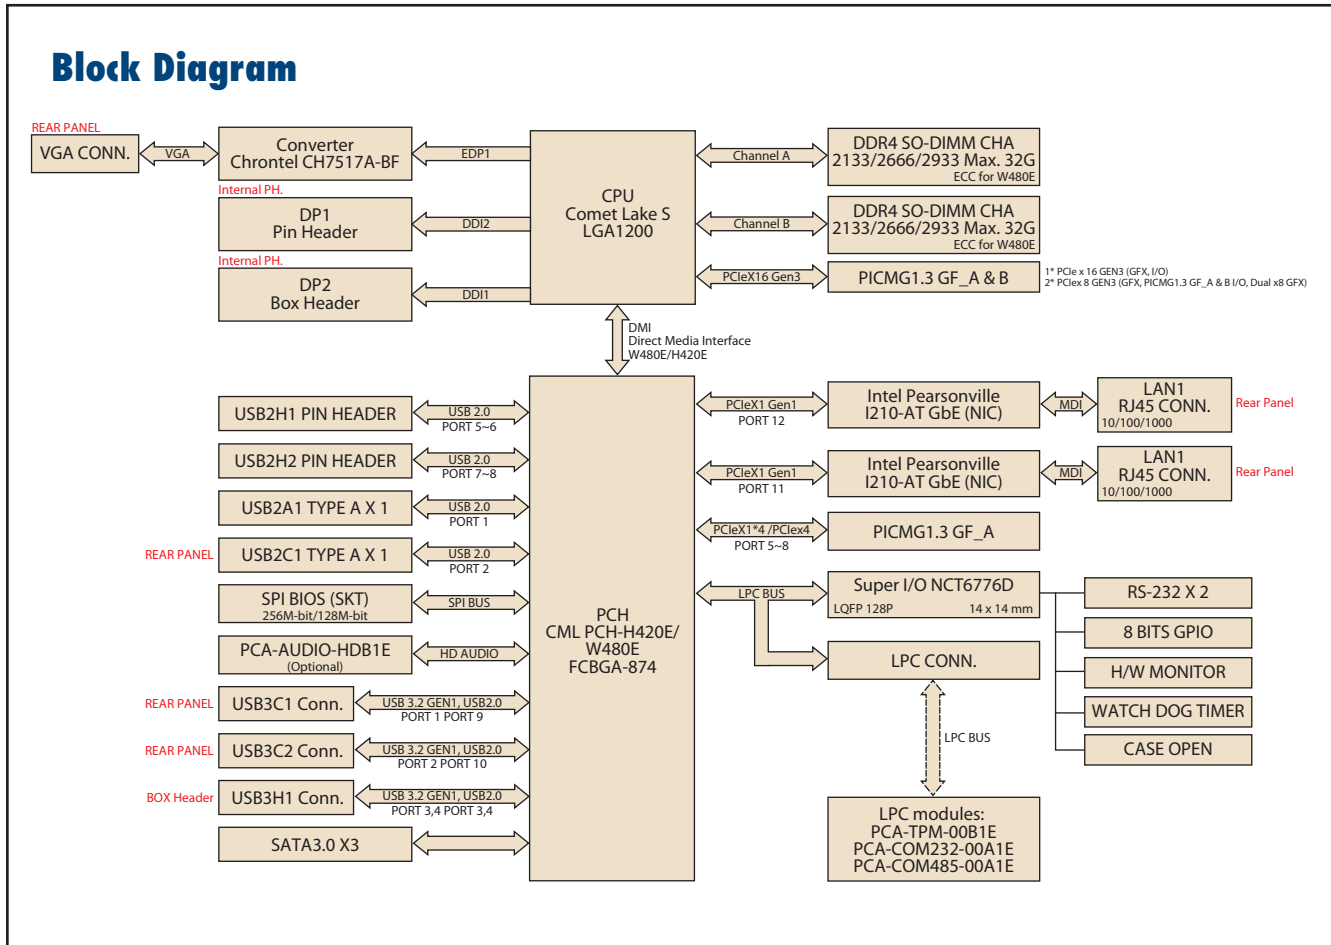 Block Diagram
REAR PANEL
VGA CONN.
VGA
Converter
Chrontel CH7517A-BF
EDP1
Internal PH.
DP1
Pin Header
DDI2
Internal PH.
DP2
Box Header
DDI1
CPU
Comet Lake S
LGA1200
Channel A
DDR4 SO-DIMM CHA
2133/2666/2933 Max. 32G
ECC for W480E
Channel B
DDR4 SO-DIMM CHA
2133/2666/2933 Max. 32G
ECC for W480E
PCIeX16 Gen3
PICMG1.3 GF_A & B
1* PCIe x 16 GEN3 (GFX, I/O)
2* PCIex 8 GEN3 (GFX, PICMG1.3 GF_A & B I/O, Dual x8 GFX)
DMI
Direct Media Interface
W480E/H420E
USB2H1 PIN HEADER
USB 2.0
PORT 5~6
USB2H2 PIN HEADER
USB 2.0
PORT 7~8
USB2A1 TYPE A X 1
USB 2.0
PORT 1
REAR PANEL
USB2C1 TYPE A X 1
USB 2.0
PORT 2
SPI BIOS (SKT)
256M-bit/128M-bit
SPI BUS
PCA-AUDIO-HDB1E
(Optional)
HD AUDIO
REAR PANEL
USB3C1 Conn.
USB 3.2 GEN1, USB2.0
PORT 1 PORT 9
REAR PANEL
USB3C2 Conn.
USB 3.2 GEN1, USB2.0
PORT 2 PORT 10
BOX Header
USB3H1 Conn.
USB 3.2 GEN1, USB2.0
PORT 3,4 PORT 3,4
SATA3.0 X3
PCH
CML PCH-H420E/
W480E
FCBGA-874
PCIeX1 Gen1
PORT 12
Intel Pearsonville
I210-AT GbE (NIC)
MDI
LAN1
RJ45 CONN.
10/100/1000
Rear Panel
PCIeX1 Gen1
PORT 11
Intel Pearsonville
I210-AT GbE (NIC)
MDI
LAN1
RJ45 CONN.
10/100/1000
Rear Panel
PCIeX1*4 /PCIex4
PORT 5~8
PICMG1.3 GF_A
LPC BUS
Super I/O NCT6776D
LQFP 128P
14 x 14 mm
LPC CONN.
LPC BUS
LPC modules:
PCA-TPM-00B1E
PCA-COM232-00A1E
PCA-COM485-00A1E
RS-232 X 2
8 BITS GPIO
H/W MONITOR
WATCH DOG TIMER
CASE OPEN